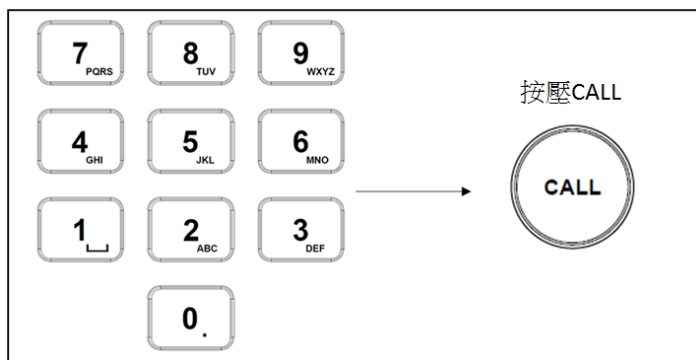 7 PQRS 8 TUV 9 WXYZ
按壓CALL
4 GHI 5 JKL 6 MNO
CALL
1 2 ABC 3 DEF
0 .